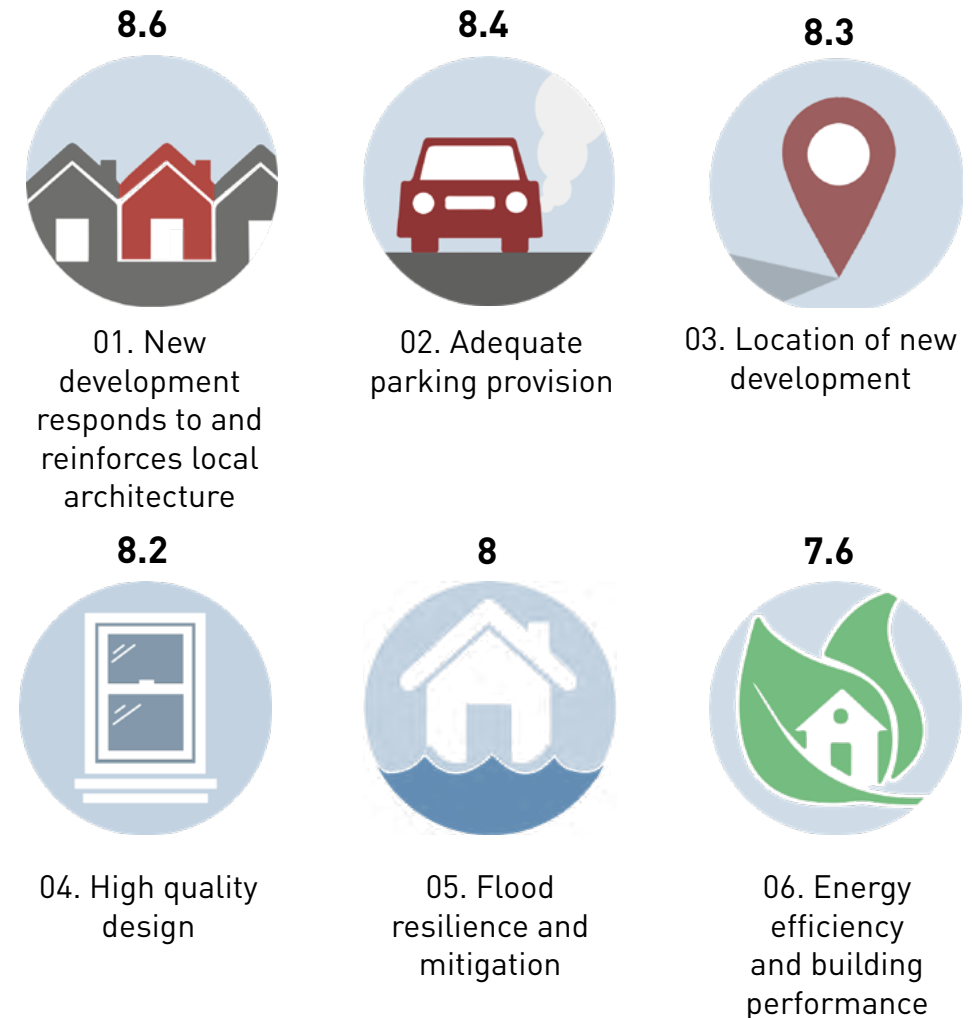 8.6
01. New
development
responds to and
reinforces local
architecture
8.4
02. Adequate
parking provision
8.3
03. Location of new
development
8.2
04. High quality
design
8
05. Flood
resilience and
mitigation
7.6
06. Energy
efficiency
and building
performance